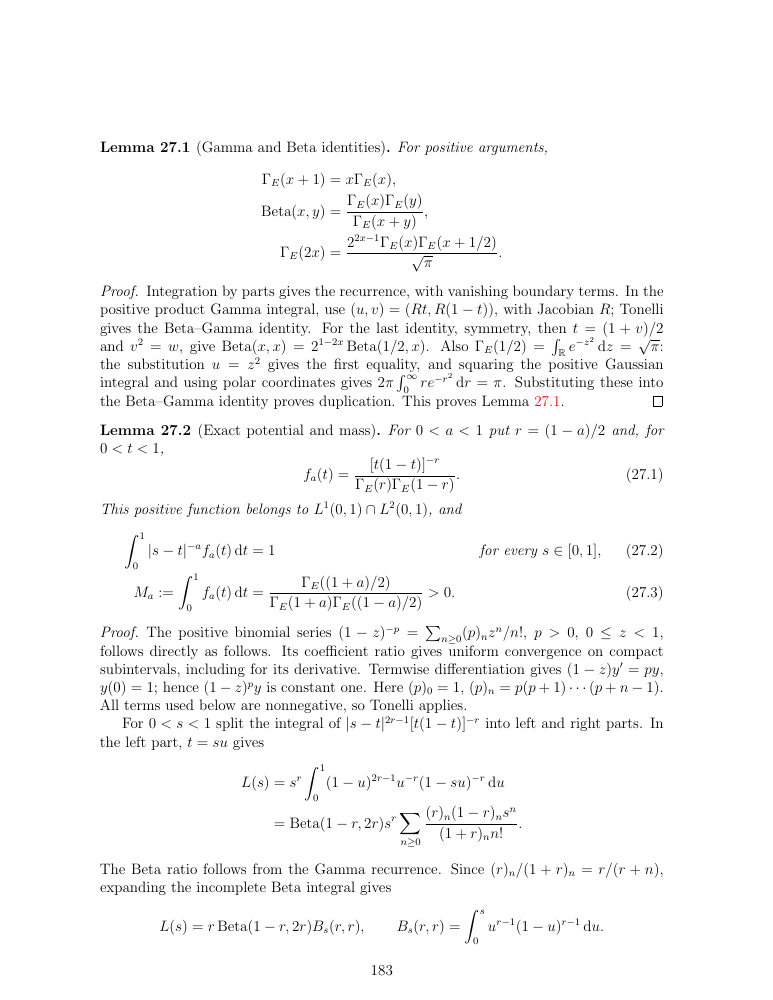 Lemma 27.1 (Gamma and Beta identities). For positive arguments,
Γ_E(x + 1) = xΓ_E(x),
Beta(x, y) = Γ_E(x)Γ_E(y) / Γ_E(x + y),
Γ_E(2x) = 2^{2x−1}Γ_E(x)Γ_E(x + 1/2) / √π.
Proof. Integration by parts gives the recurrence, with vanishing boundary terms. In the
positive product Gamma integral, use (u, v) = (Rt, R(1 − t)), with Jacobian R; Tonelli
gives the Beta–Gamma identity. For the last identity, symmetry, then t = (1 + v)/2
and v² = w, give Beta(x, x) = 2^{1−2x} Beta(1/2, x). Also Γ_E(1/2) = ∫_ℝ e^{−z²} dz = √π:
the substitution u = z² gives the first equality, and squaring the positive Gaussian
integral and using polar coordinates gives 2π ∫_0^∞ re^{−r²} dr = π. Substituting these into
the Beta–Gamma identity proves duplication. This proves Lemma 27.1. □
Lemma 27.2 (Exact potential and mass). For 0 < a < 1 put r = (1 − a)/2 and, for
0 < t < 1,
f_a(t) = [t(1 − t)]^{−r} / Γ_E(r)Γ_E(1 − r). (27.1)
This positive function belongs to L¹(0, 1) ∩ L²(0, 1), and
∫_0^1 |s − t|^{−a} f_a(t) dt = 1 for every s ∈ [0, 1], (27.2)
M_a := ∫_0^1 f_a(t) dt = Γ_E((1 + a)/2) / Γ_E(1 + a)Γ_E((1 − a)/2) > 0. (27.3)
Proof. The positive binomial series (1 − z)^{−p} = ∑_{n≥0}(p)_n z^n/n!, p > 0, 0 ≤ z < 1,
follows directly as follows. Its coefficient ratio gives uniform convergence on compact
subintervals, including for its derivative. Termwise differentiation gives (1 − z)y′ = py,
y(0) = 1; hence (1 − z)^p y is constant one. Here (p)_0 = 1, (p)_n = p(p + 1) · · · (p + n − 1).
All terms used below are nonnegative, so Tonelli applies.
For 0 < s < 1 split the integral of |s − t|^{2r−1}[t(1 − t)]^{−r} into left and right parts. In
the left part, t = su gives
L(s) = s^r ∫_0^1 (1 − u)^{2r−1}u^{−r}(1 − su)^{−r} du
= Beta(1 − r, 2r)s^r ∑_{n≥0} (r)_n(1 − r)_n s^n / (1 + r)_n n!.
The Beta ratio follows from the Gamma recurrence. Since (r)_n/(1 + r)_n = r/(r + n),
expanding the incomplete Beta integral gives
L(s) = r Beta(1 − r, 2r)B_s(r, r), B_s(r, r) = ∫_0^s u^{r−1}(1 − u)^{r−1} du.
183